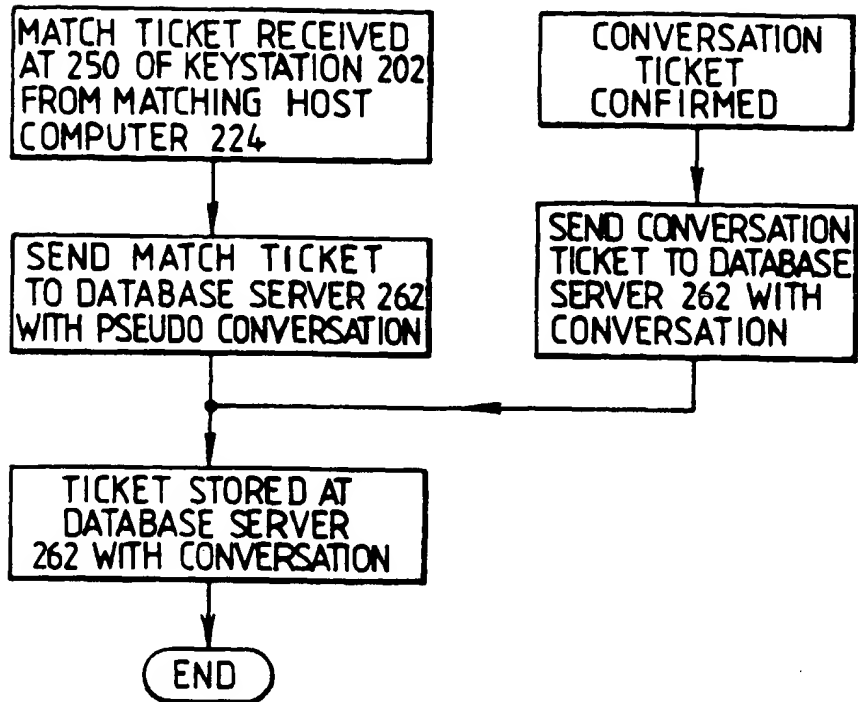 MATCH TICKET RECEIVED
AT 250 OF KEYSTATION 202
FROM MATCHING HOST
COMPUTER 224
CONVERSATION
TICKET
CONFIRMED
SEND MATCH TICKET
TO DATABASE SERVER 262
WITH PSEUDO CONVERSATION
SEND CONVERSATION
TICKET TO DATABASE
SERVER 262 WITH
CONVERSATION
TICKET STORED AT
DATABASE SERVER
262 WITH CONVERSATION
END